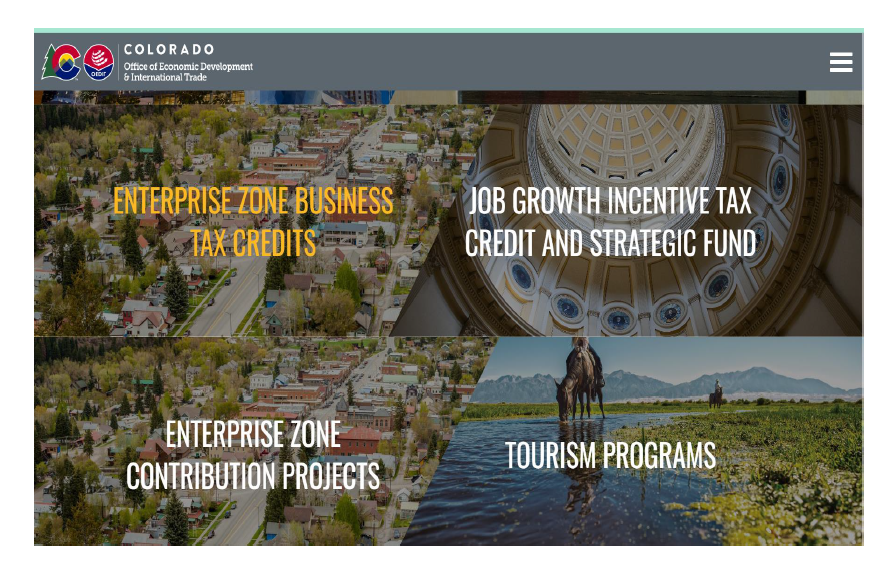 COLORADO
Office of Economic Development
& International Trade
OEDIT
ENTERPRISE ZONE BUSINESS
TAX CREDITS
JOB GROWTH INCENTIVE TAX
CREDIT AND STRATEGIC FUND
ENTERPRISE ZONE
CONTRIBUTION PROJECTS
TOURISM PROGRAMS